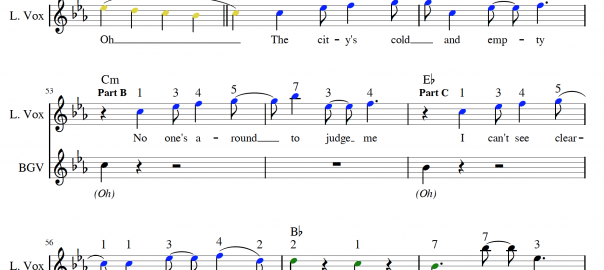 L. Vox
Oh The cit-y's cold and emp-ty
53 Cm E♭
Part B 1 3 4 5 7 3 4 Part C 1 3 4 5
L. Vox
No one's a-round to judge me I can't see clear-
BGV
(Oh) (Oh)
56 B♭
1 1 3 4 2 2 1 7 7 3
L. Vox